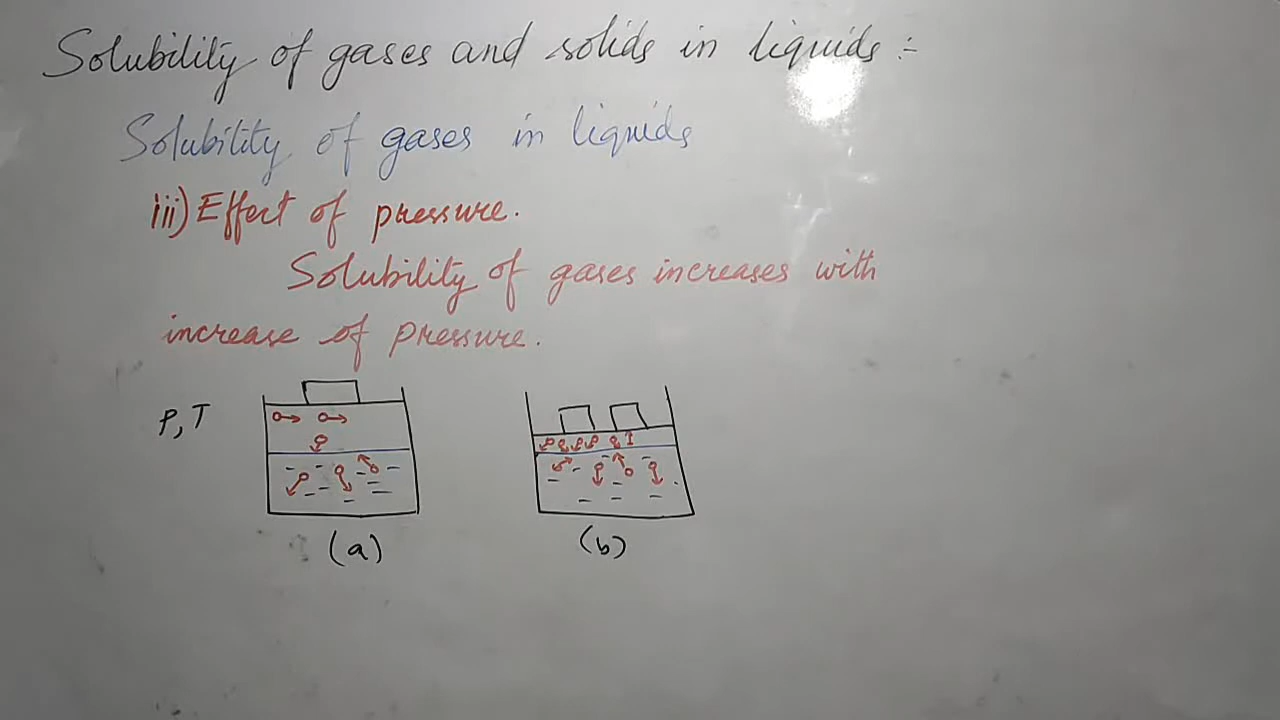 Solubility of gases and solids in liquids :-
Solubility of gases in liquids
iii) Effect of pressure.
Solubility of gases increases with
increase of pressure.
P, T
(a)
(b)